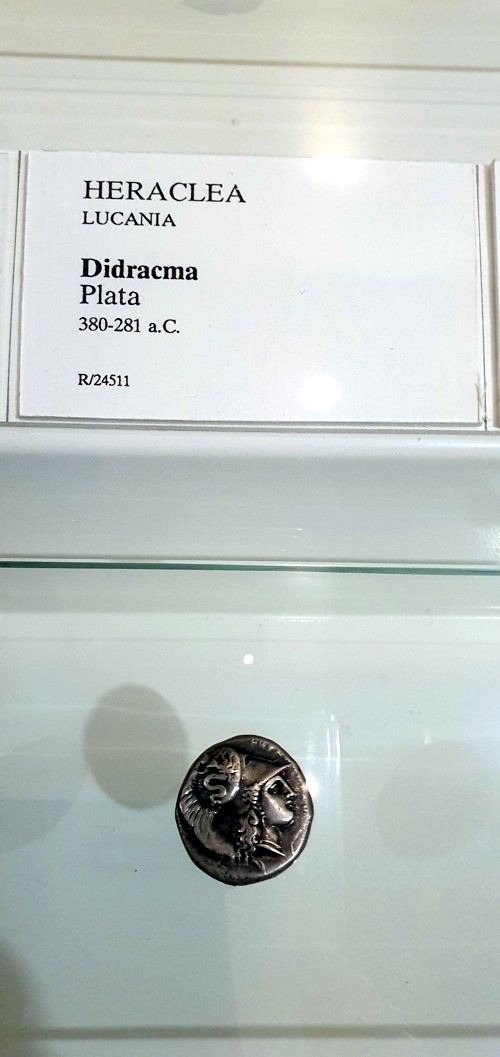 HERACLEA
LUCANIA
Didracma
Plata
380-281 a.C.
R/24511